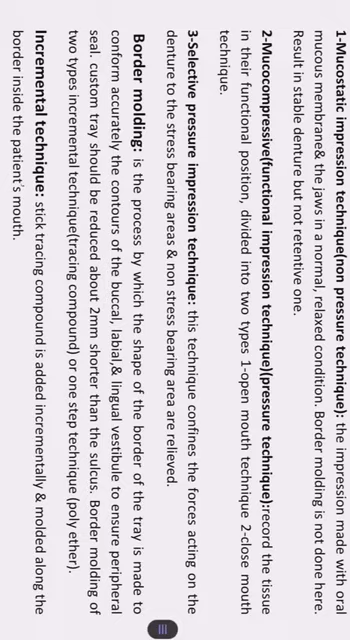 1-Mucostatic impression technique(non pressure technique): the impression made with oral
mucous membrane& the jaws in a normal, relaxed condition. Border molding is not done here.
Result in stable denture but not retentive one.
2-Mucocompressive(functional impression technique)(pressure technique):record the tissue
in their functional position, divided into two types 1-open mouth technique 2-close mouth
technique.
3-Selective pressure impression technique: this technique confines the forces acting on the
denture to the stress bearing areas & non stress bearing area are relieved.
Border molding: is the process by which the shape of the border of the tray is made to
conform accurately the contours of the buccal, labial,& lingual vestibule to ensure peripheral
seal. custom tray should be reduced about 2mm shorter than the sulcus. Border molding of
two types incremental technique(tracing compound) or one step technique (poly ether).
Incremental technique: stick tracing compound is added incrementally & molded along the
border inside the patient's mouth.